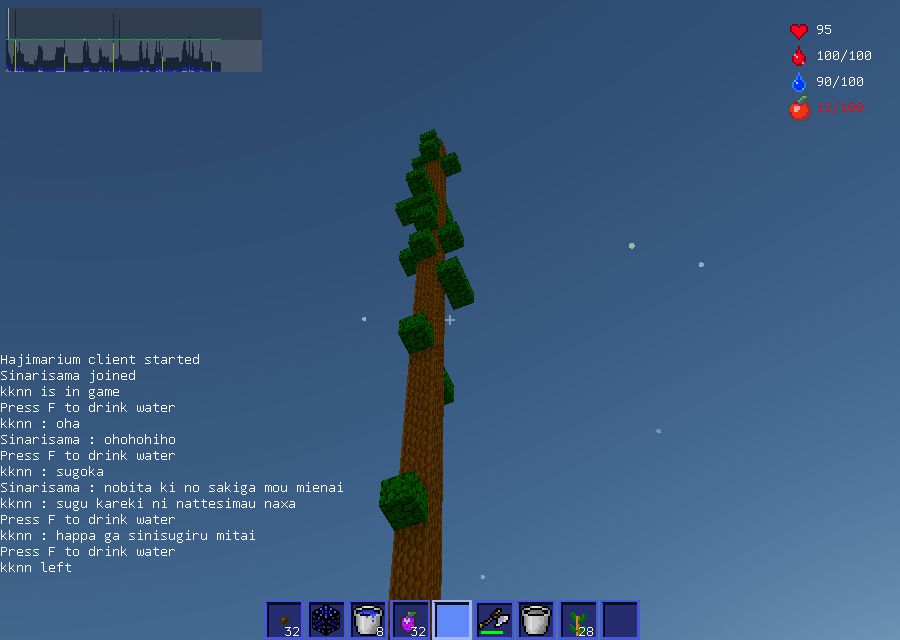 95
100/100
90/100
12/100
Hajimarium client started
Sinarisama joined
kknn is in game
Press F to drink water
kknn : oha
Sinarisama : ohohohiho
Press F to drink water
kknn : sugoka
Sinarisama : nobita ki no sakiga mou mienai
kknn : sugu kareki ni nattesimau naxa
Press F to drink water
kknn : happa ga sinisugiru mitai
Press F to drink water
kknn left
32 8 32 28